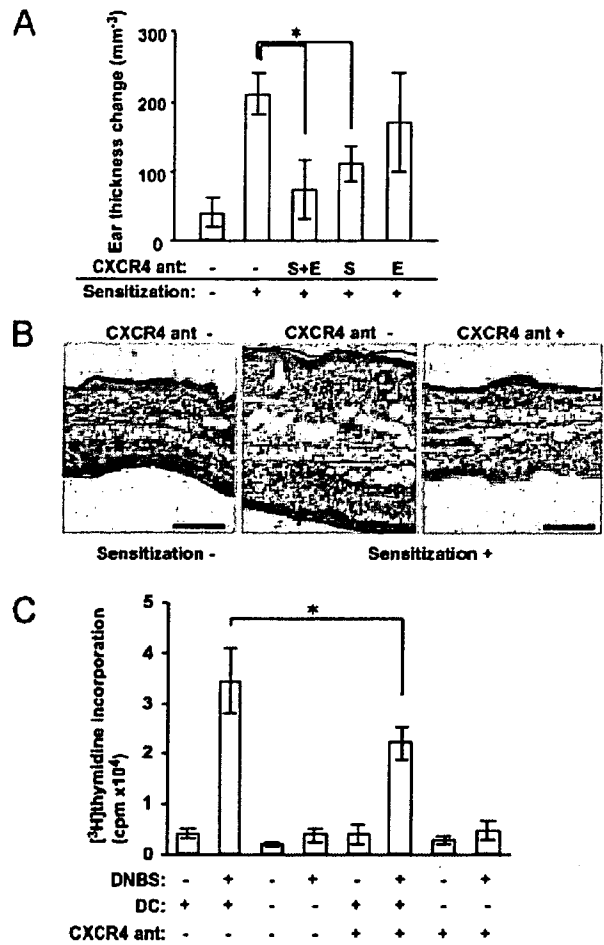 A
Ear thickness change (mm⁻³)
300
200
100
0
*
CXCR4 ant: - - S+E S E
Sensitization: - + + + +
B
CXCR4 ant - CXCR4 ant - CXCR4 ant +
Sensitization - Sensitization +
C
[³H]thymidine incorporation
(cpm x10⁴)
5
4
3
2
1
0
*
DNBS: - + - + - + - +
DC: + + - - + + - -
CXCR4 ant: + + + +